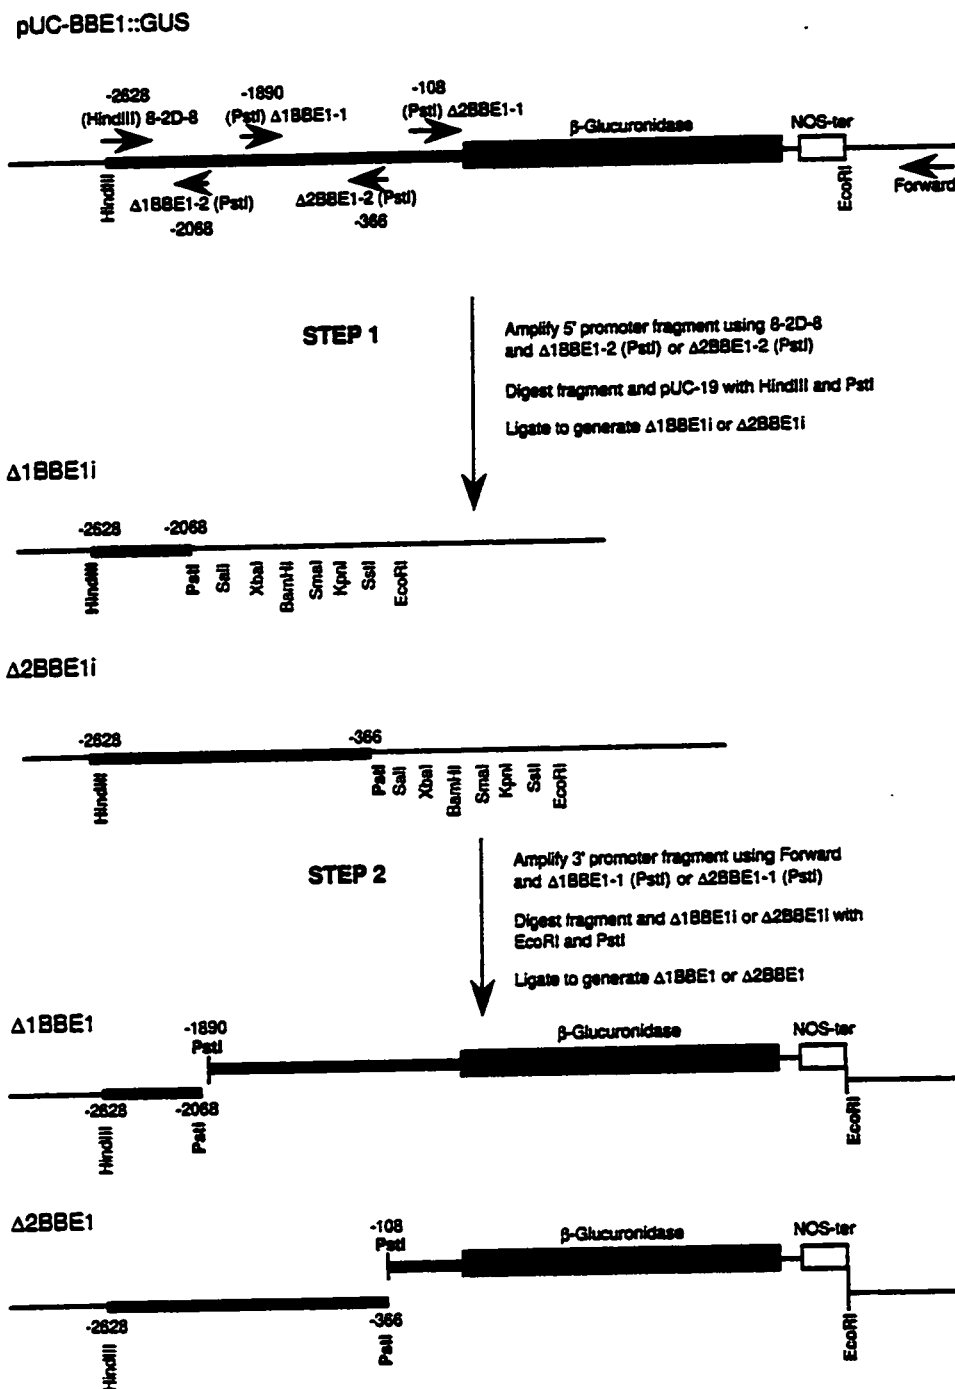 pUC-BBE1::GUS
-2628
(HindIII) 8-2D-8
-1890
(PstI) Δ1BBE1-1
-108
(PstI) Δ2BBE1-1
β-Glucuronidase
NOS-ter
HindIII
Δ1BBE1-2 (PstI)
-2068
Δ2BBE1-2 (PstI)
-366
EcoRI
Forward
STEP 1
Amplify 5' promoter fragment using 8-2D-8
and Δ1BBE1-2 (PstI) or Δ2BBE1-2 (PstI)
Digest fragment and pUC-19 with HindIII and PstI
Ligate to generate Δ1BBE1i or Δ2BBE1i
Δ1BBE1i
-2628
-2068
HindIII
PstI
SalI
XbaI
BamHI
SmaI
KpnI
SstI
EcoRI
Δ2BBE1i
-2628
-366
HindIII
PstI
SalI
XbaI
BamHI
SmaI
KpnI
SstI
EcoRI
STEP 2
Amplify 3' promoter fragment using Forward
and Δ1BBE1-1 (PstI) or Δ2BBE1-1 (PstI)
Digest fragment and Δ1BBE1i or Δ2BBE1i with
EcoRI and PstI
Ligate to generate Δ1BBE1 or Δ2BBE1
Δ1BBE1
-1890
PstI
β-Glucuronidase
NOS-ter
-2628
HindIII
-2068
PstI
EcoRI
Δ2BBE1
-108
PstI
β-Glucuronidase
NOS-ter
-2628
HindIII
-366
PstI
EcoRI